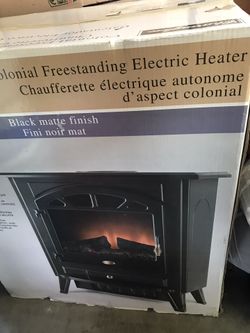 olonial Freestanding Electric Heater
Chaufferette électrique autonome
d'aspect colonial
Black matte finish
Fini noir mat